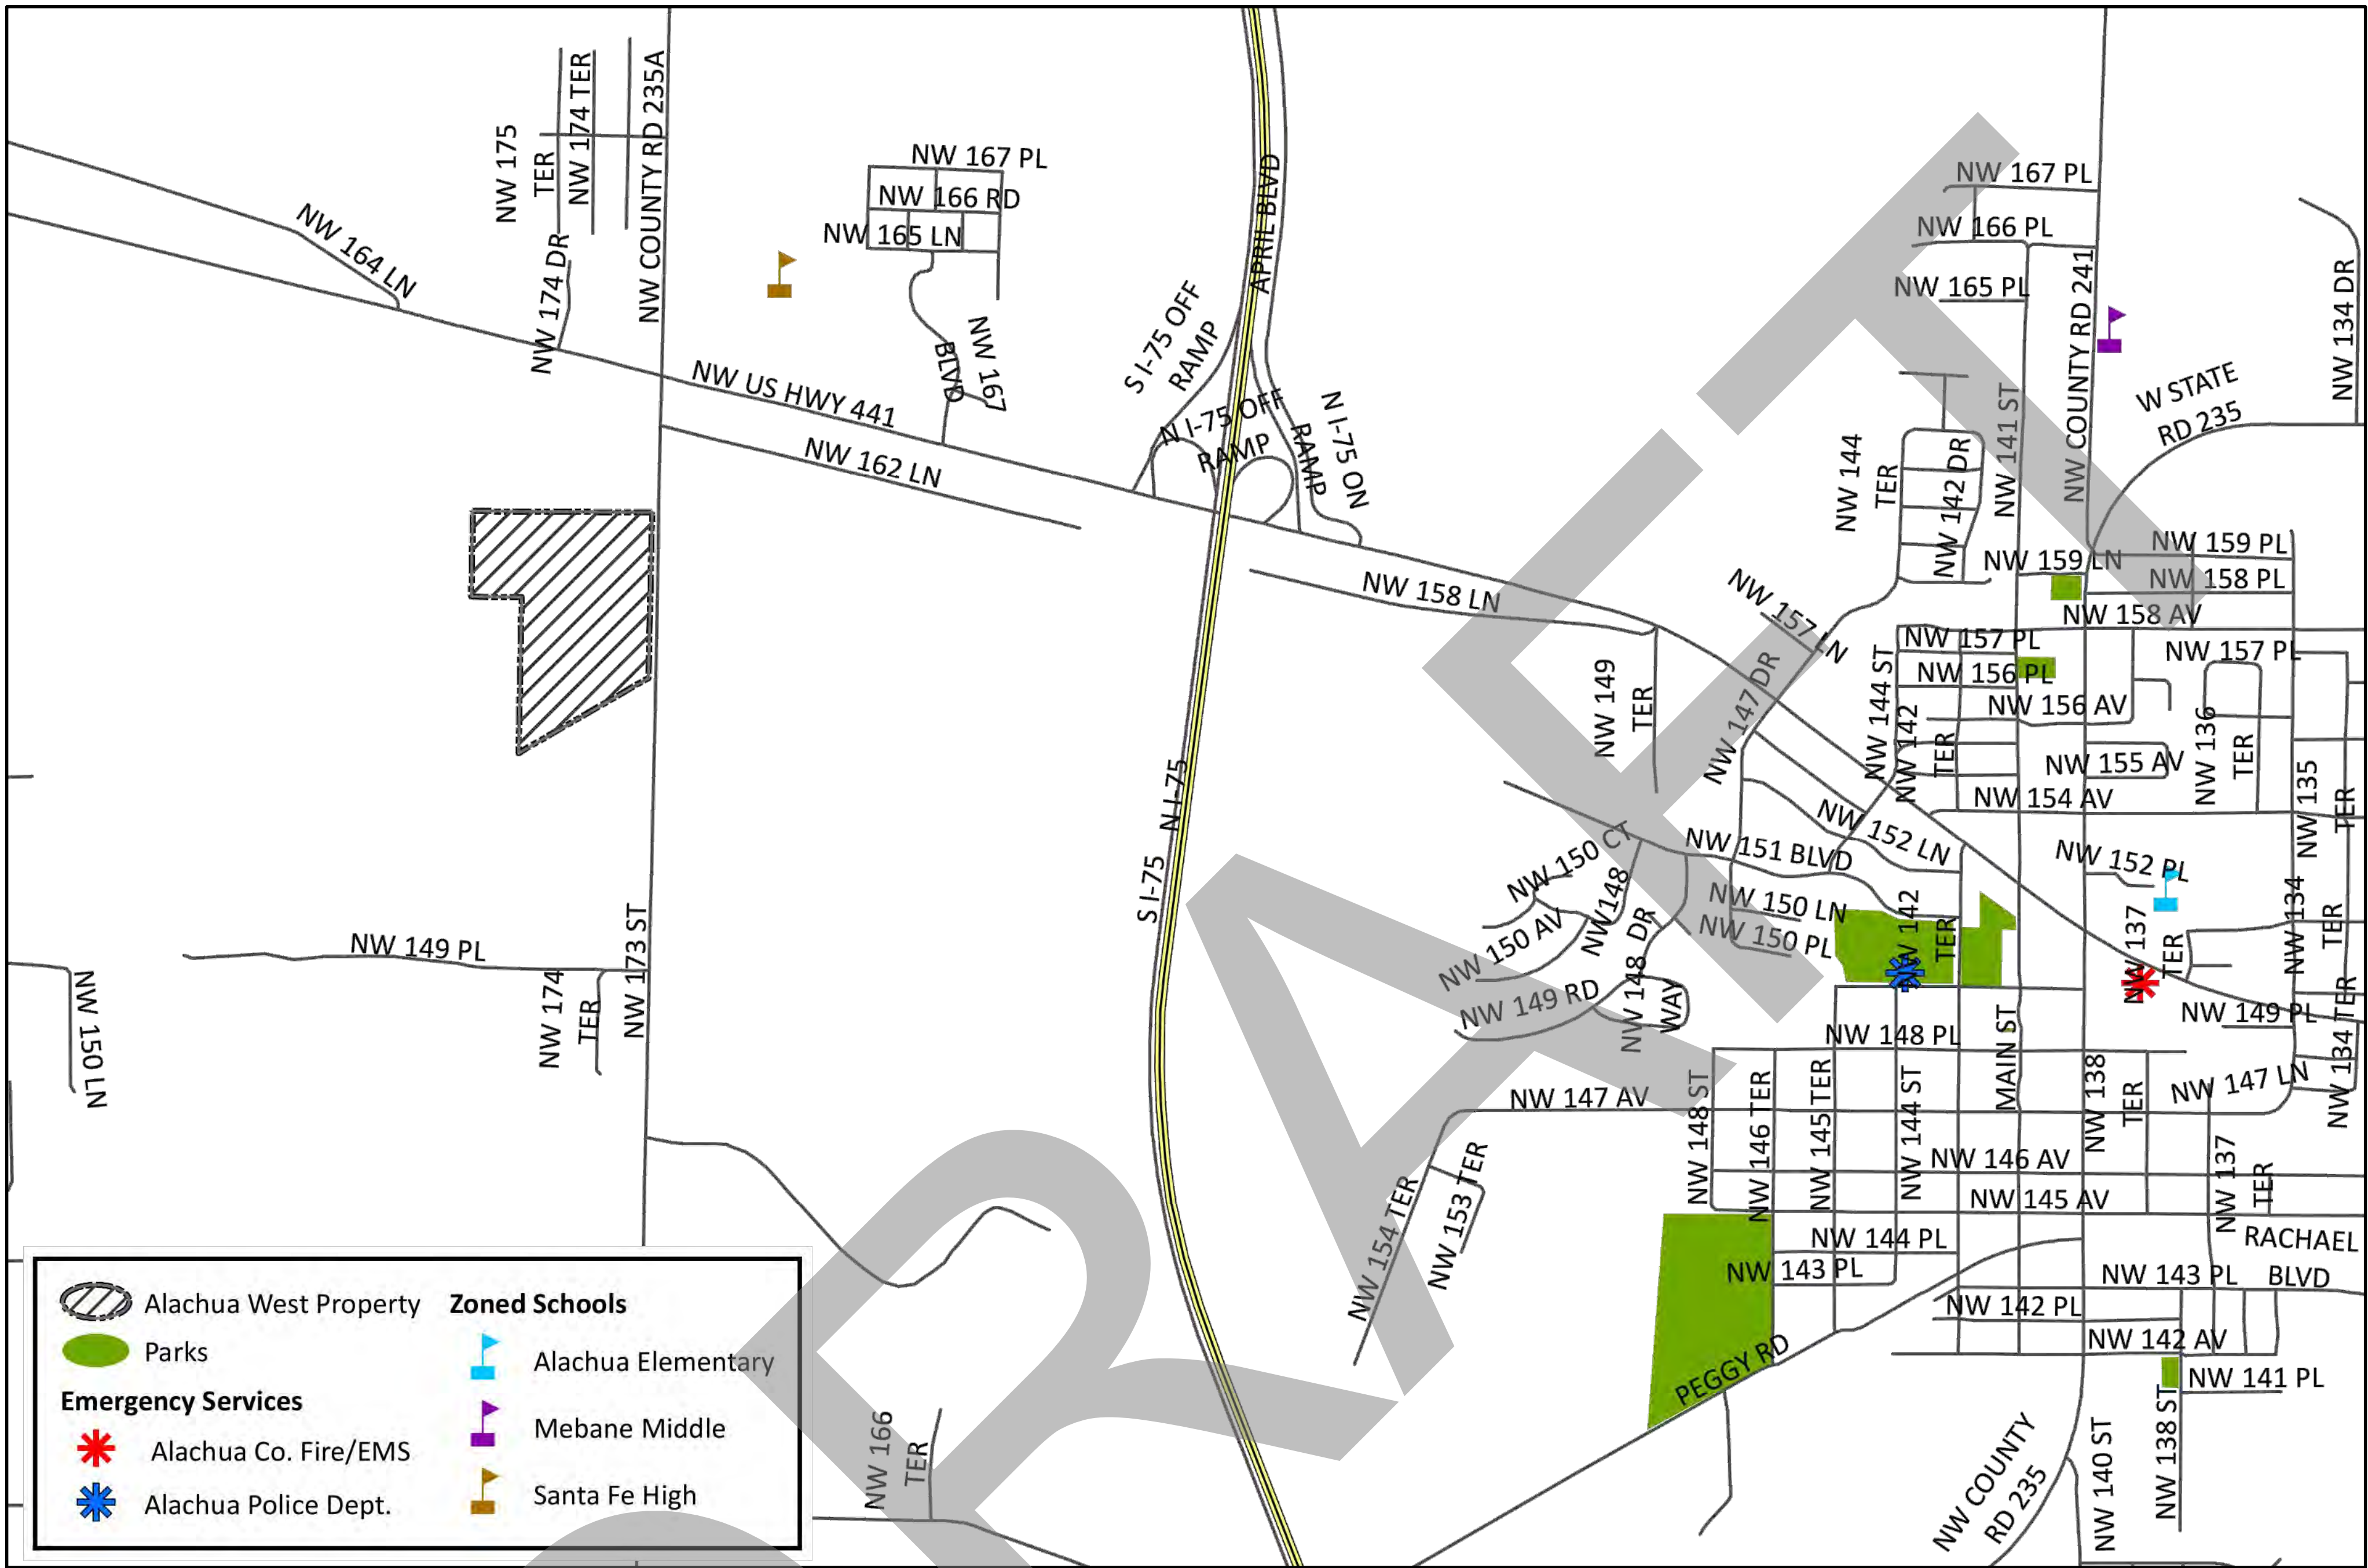 NW 175
TER
NW 174 TER
NW COUNTY RD 235A
NW 174 DR
NW 164 LN
NW 167 PL
NW 166 RD
NW 165 LN
NW 167
BLVD
APRIL BLVD
S I-75 OFF
RAMP
N I-75 OFF
RAMP
N I-75 ON
RAMP
NW US HWY 441
NW 162 LN
NW 158 LN
NW 167 PL
NW 166 PL
NW 165 PL
NW COUNTY RD 241
NW 134 DR
W STATE
RD 235
NW 144
TER
NW 142 DR
NW 141 ST
NW 159 LN
NW 159 PL
NW 158 PL
NW 158 AV
NW 157 LN
NW 157 PL
NW 157 PL
NW 156 PL
NW 156 AV
NW 155 AV
NW 154 AV
NW 149
TER
NW 147 DR
NW 144 ST
NW 142
TER
NW 136
TER
NW 135
TER
N I-75
S I-75
NW 152 LN
NW 151 BLVD
NW 152 PL
NW 150 CT
NW 150 AV
NW 148
NW 148 DR
NW 150 LN
NW 150 PL
NW 142
TER
NW 137
TER
NW 134
TER
NW 149 PL
NW 173 ST
NW 174
TER
NW 150 LN
NW 149 RD
NW 148
WAY
NW 149 PL
NW 148 PL
MAIN ST
NW 134 TER
NW 147 AV
NW 147 LN
NW 148 ST
NW 146 TER
NW 145 TER
NW 144 ST
NW 138
TER
NW 146 AV
NW 145 AV
NW 137
TER
NW 154 TER
NW 153 TER
NW 144 PL
NW 143 PL
RACHAEL
BLVD
NW 143 PL
NW 142 PL
NW 142 AV
NW 141 PL
PEGGY RD
NW 166
TER
NW COUNTY
RD 235
NW 140 ST
NW 138 ST
Alachua West Property
Parks
Emergency Services
Alachua Co. Fire/EMS
Alachua Police Dept.
Zoned Schools
Alachua Elementary
Mebane Middle
Santa Fe High
DRAFT